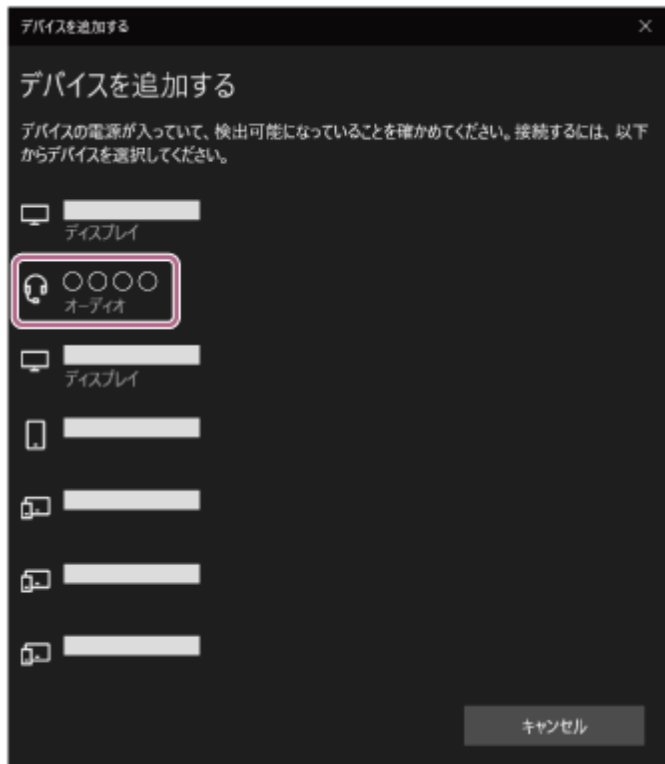 デバイスを追加する
デバイスを追加する
デバイスの電源が入っていて、検出可能になっていることを確かめてください。接続するには、以下
からデバイスを選択してください。
ディスプレイ
○○○○
オーディオ
ディスプレイ
キャンセル